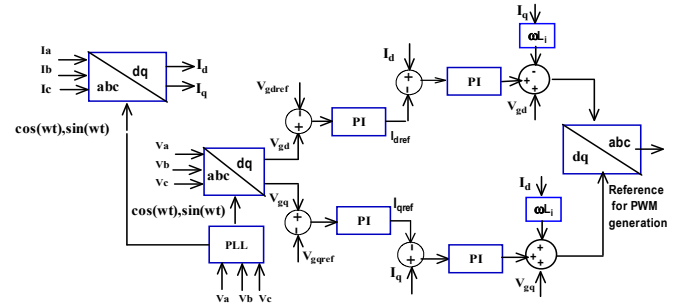 Ia
Ib
Ic
abc
dq
Id
Iq
cos(wt),sin(wt)
Va
Vb
Vc
abc
dq
cos(wt),sin(wt)
PLL
Va Vb Vc
Vgdref
Vgd
PI
Idref
Id
PI
Iq
ωLi
Vgd
Vgq
Vgqref
PI
Iqref
Iq
PI
Id
ωLi
Vgq
abc
dq
Reference
for PWM
generation